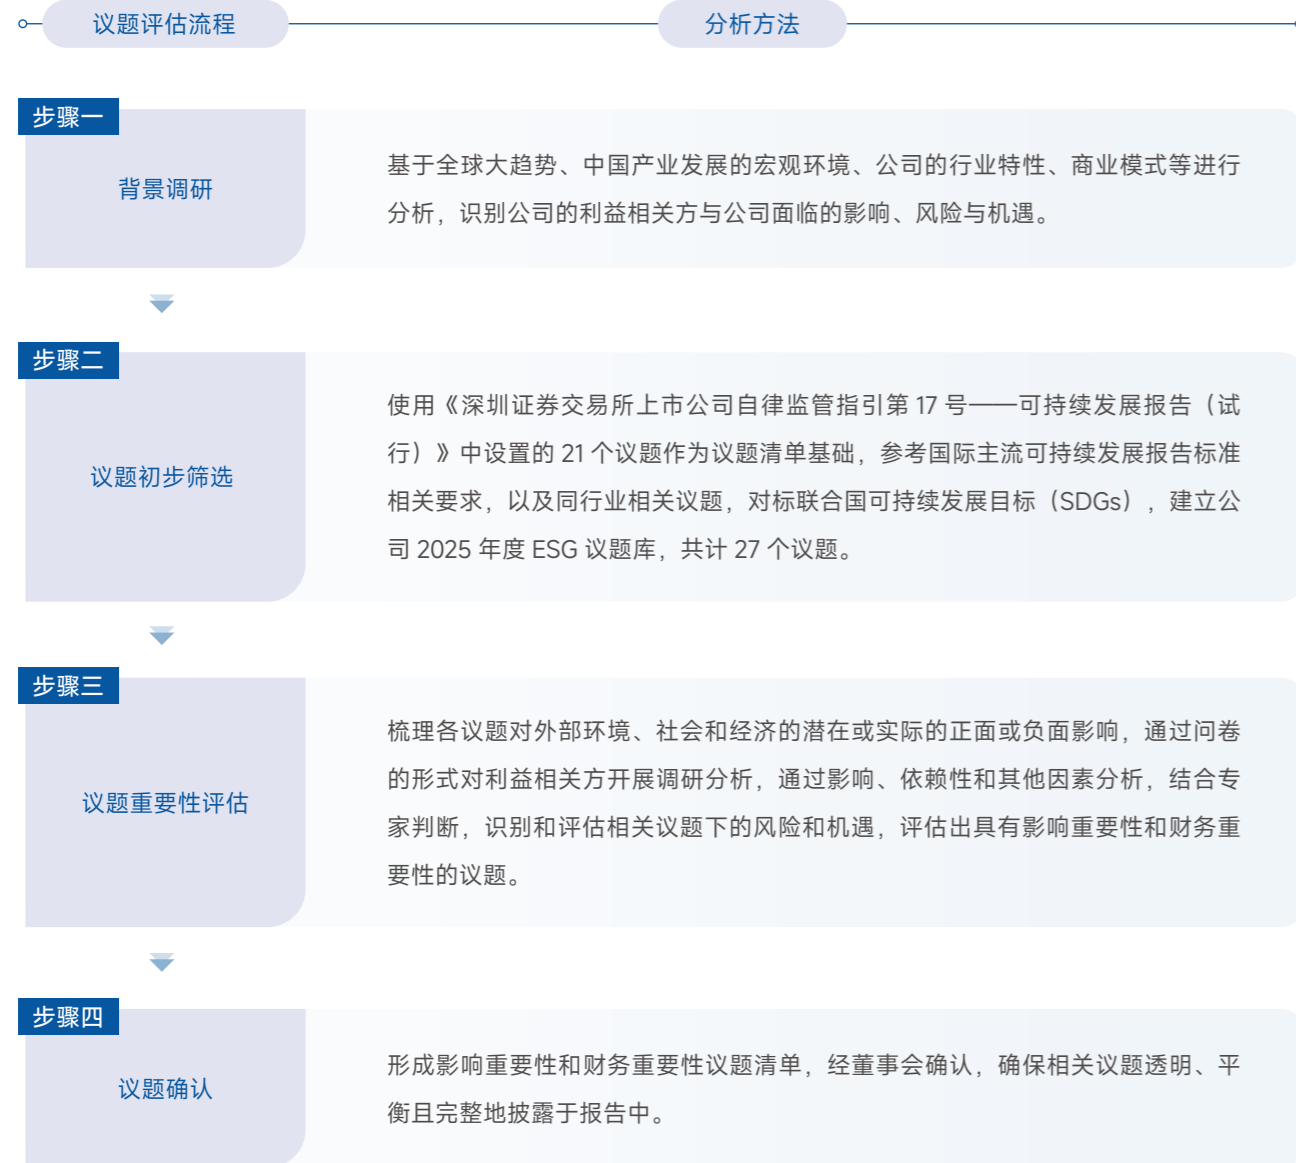 议题评估流程
分析方法
步骤一
背景调研
基于全球大趋势、中国产业发展的宏观环境、公司的行业特性、商业模式等进行
分析，识别公司的利益相关方与公司面临的影响、风险与机遇。
步骤二
议题初步筛选
使用《深圳证券交易所上市公司自律监管指引第 17 号——可持续发展报告（试
行）》中设置的 21 个议题作为议题清单基础，参考国际主流可持续发展报告标准
相关要求，以及同行业相关议题，对标联合国可持续发展目标（SDGs），建立公
司 2025 年度 ESG 议题库，共计 27 个议题。
步骤三
议题重要性评估
梳理各议题对外部环境、社会和经济的潜在或实际的正面或负面影响，通过问卷
的形式对利益相关方开展调研分析，通过影响、依赖性和其他因素分析，结合专
家判断，识别和评估相关议题下的风险和机遇，评估出具有影响重要性和财务重
要性的议题。
步骤四
议题确认
形成影响重要性和财务重要性议题清单，经董事会确认，确保相关议题透明、平
衡且完整地披露于报告中。